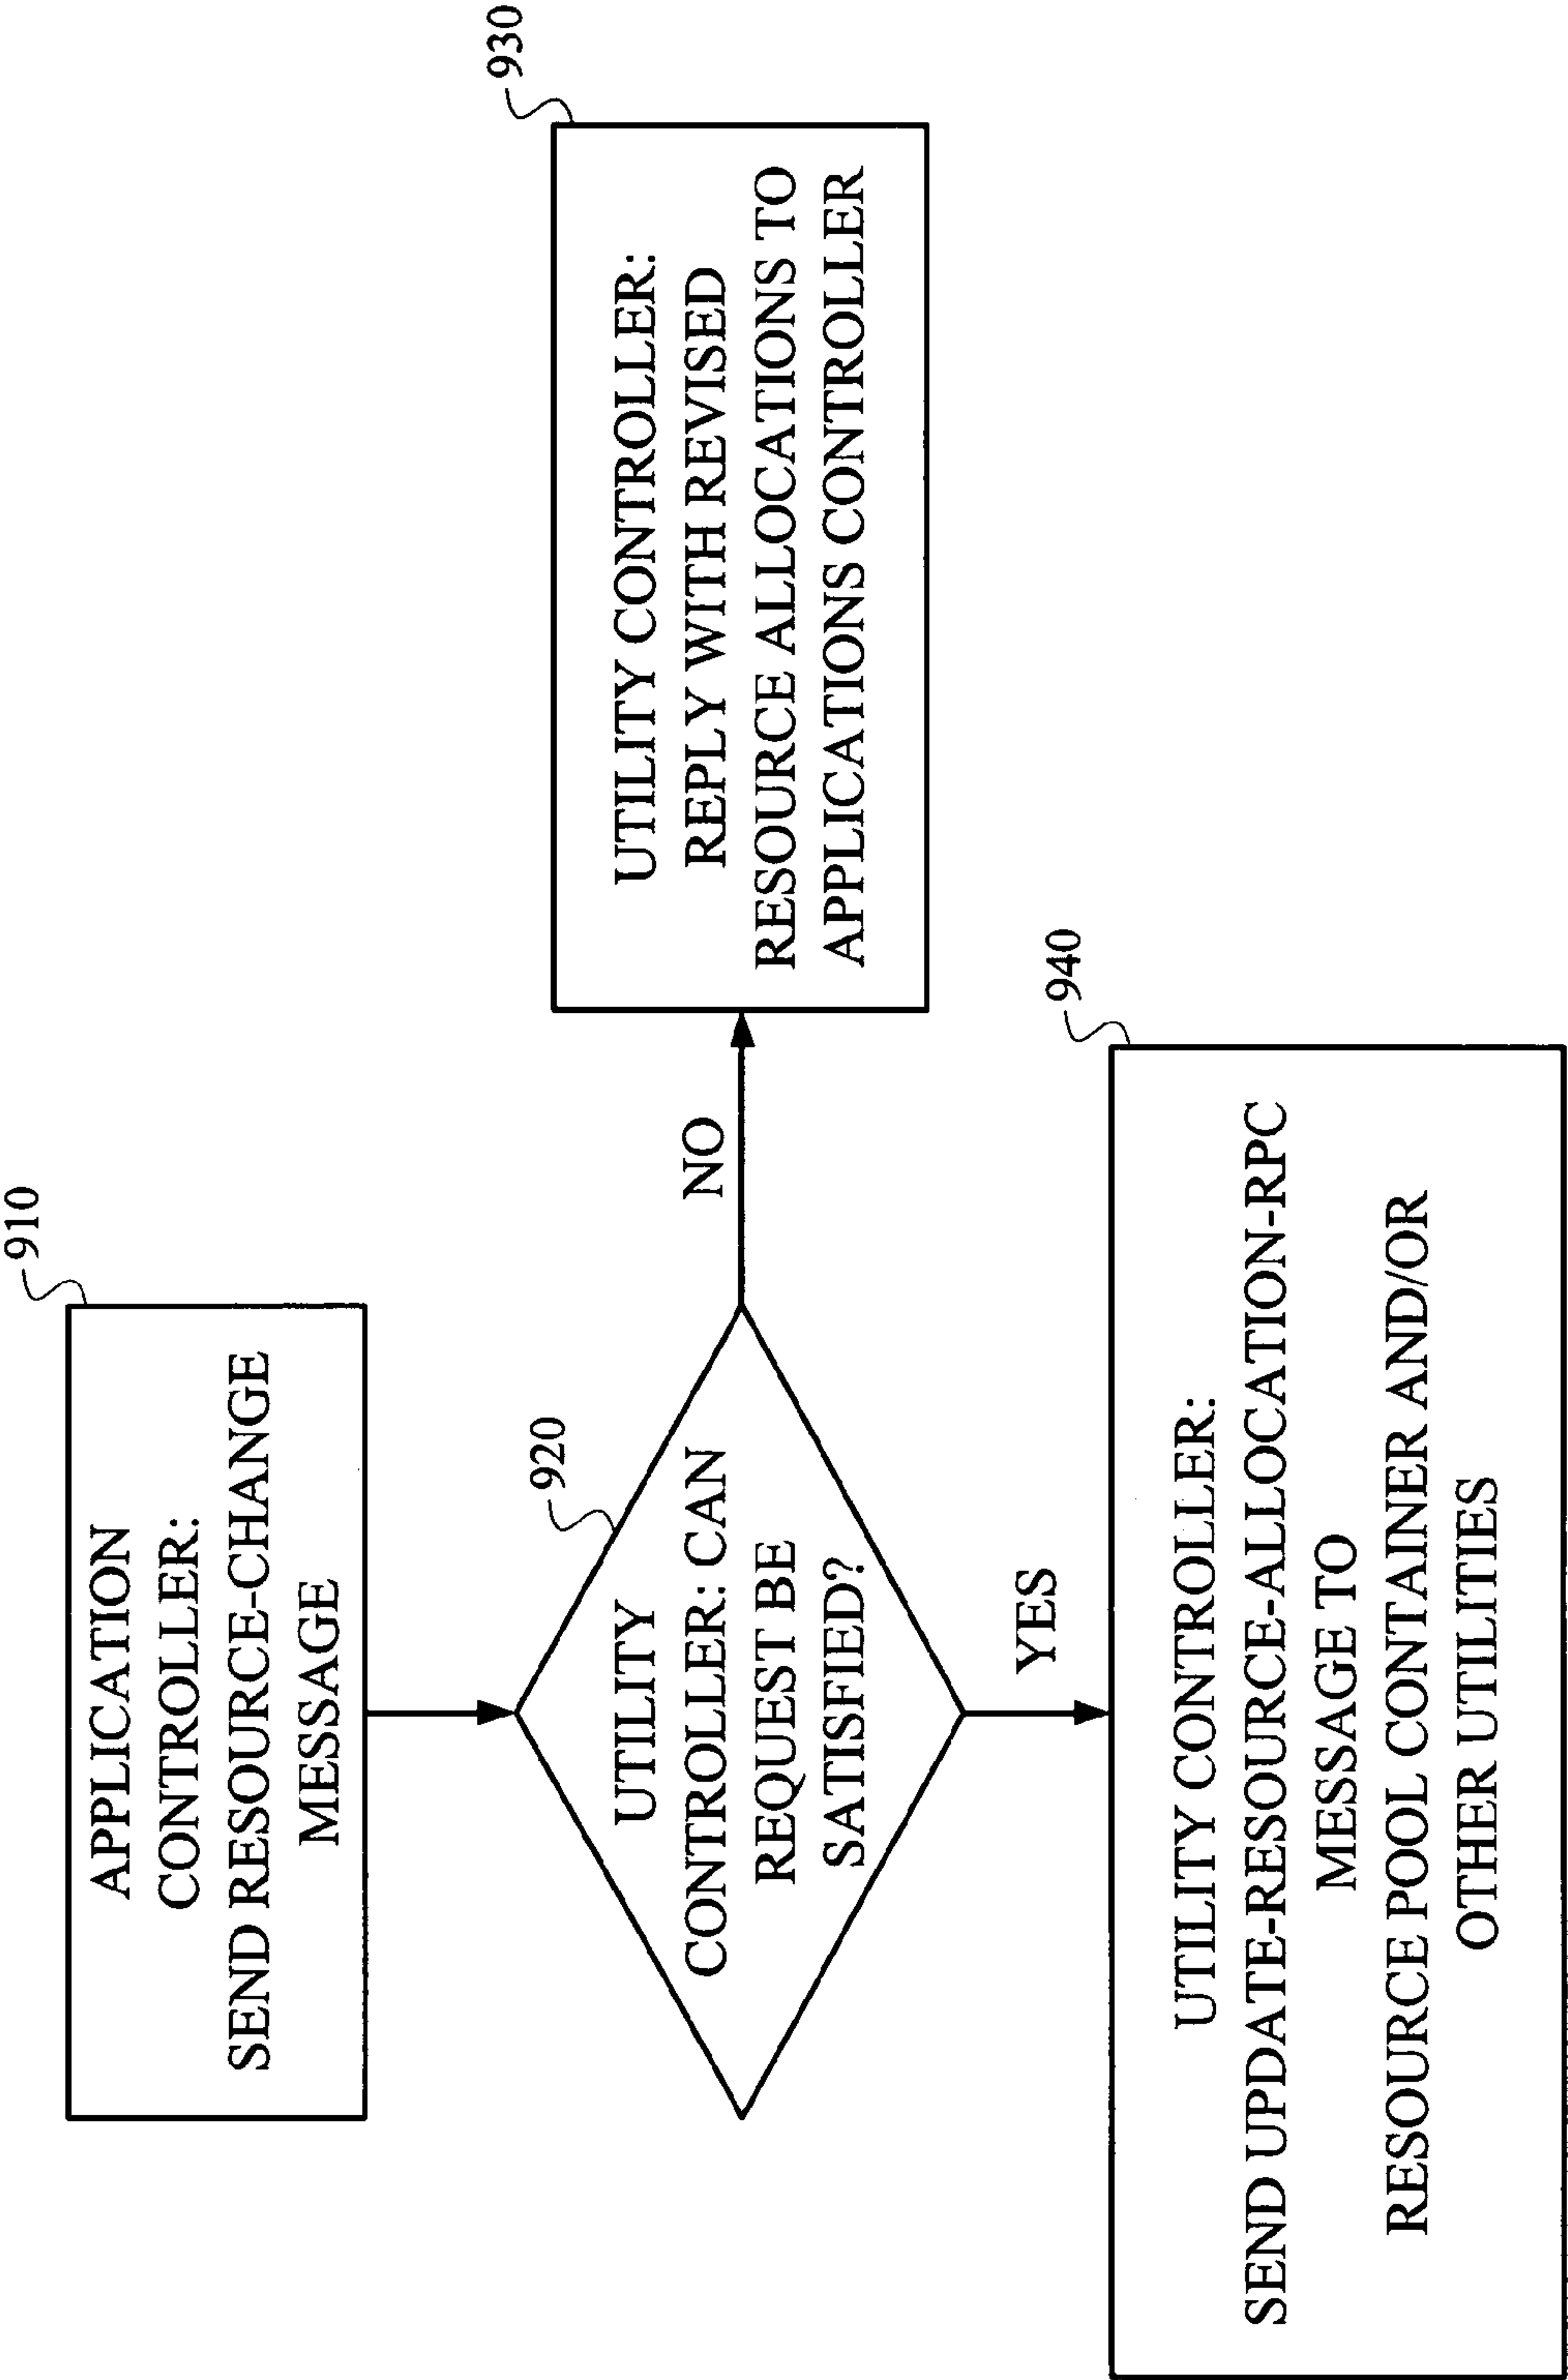 910
APPLICATION
CONTROLLER:
SEND RESOURCE-CHANGE
MESSAGE
920
UTILITY
CONTROLLER: CAN
REQUEST BE
SATISFIED?
NO
930
UTILITY CONTROLLER:
REPLY WITH REVISED
RESOURCE ALLOCATIONS TO
APPLICATIONS CONTROLLER
YES
940
UTILITY CONTROLLER:
SEND UPDATE-RESOURCE-ALLOCATION-RPC
MESSAGE TO
RESOURCE POOL CONTAINER AND/OR
OTHER UTILITIES